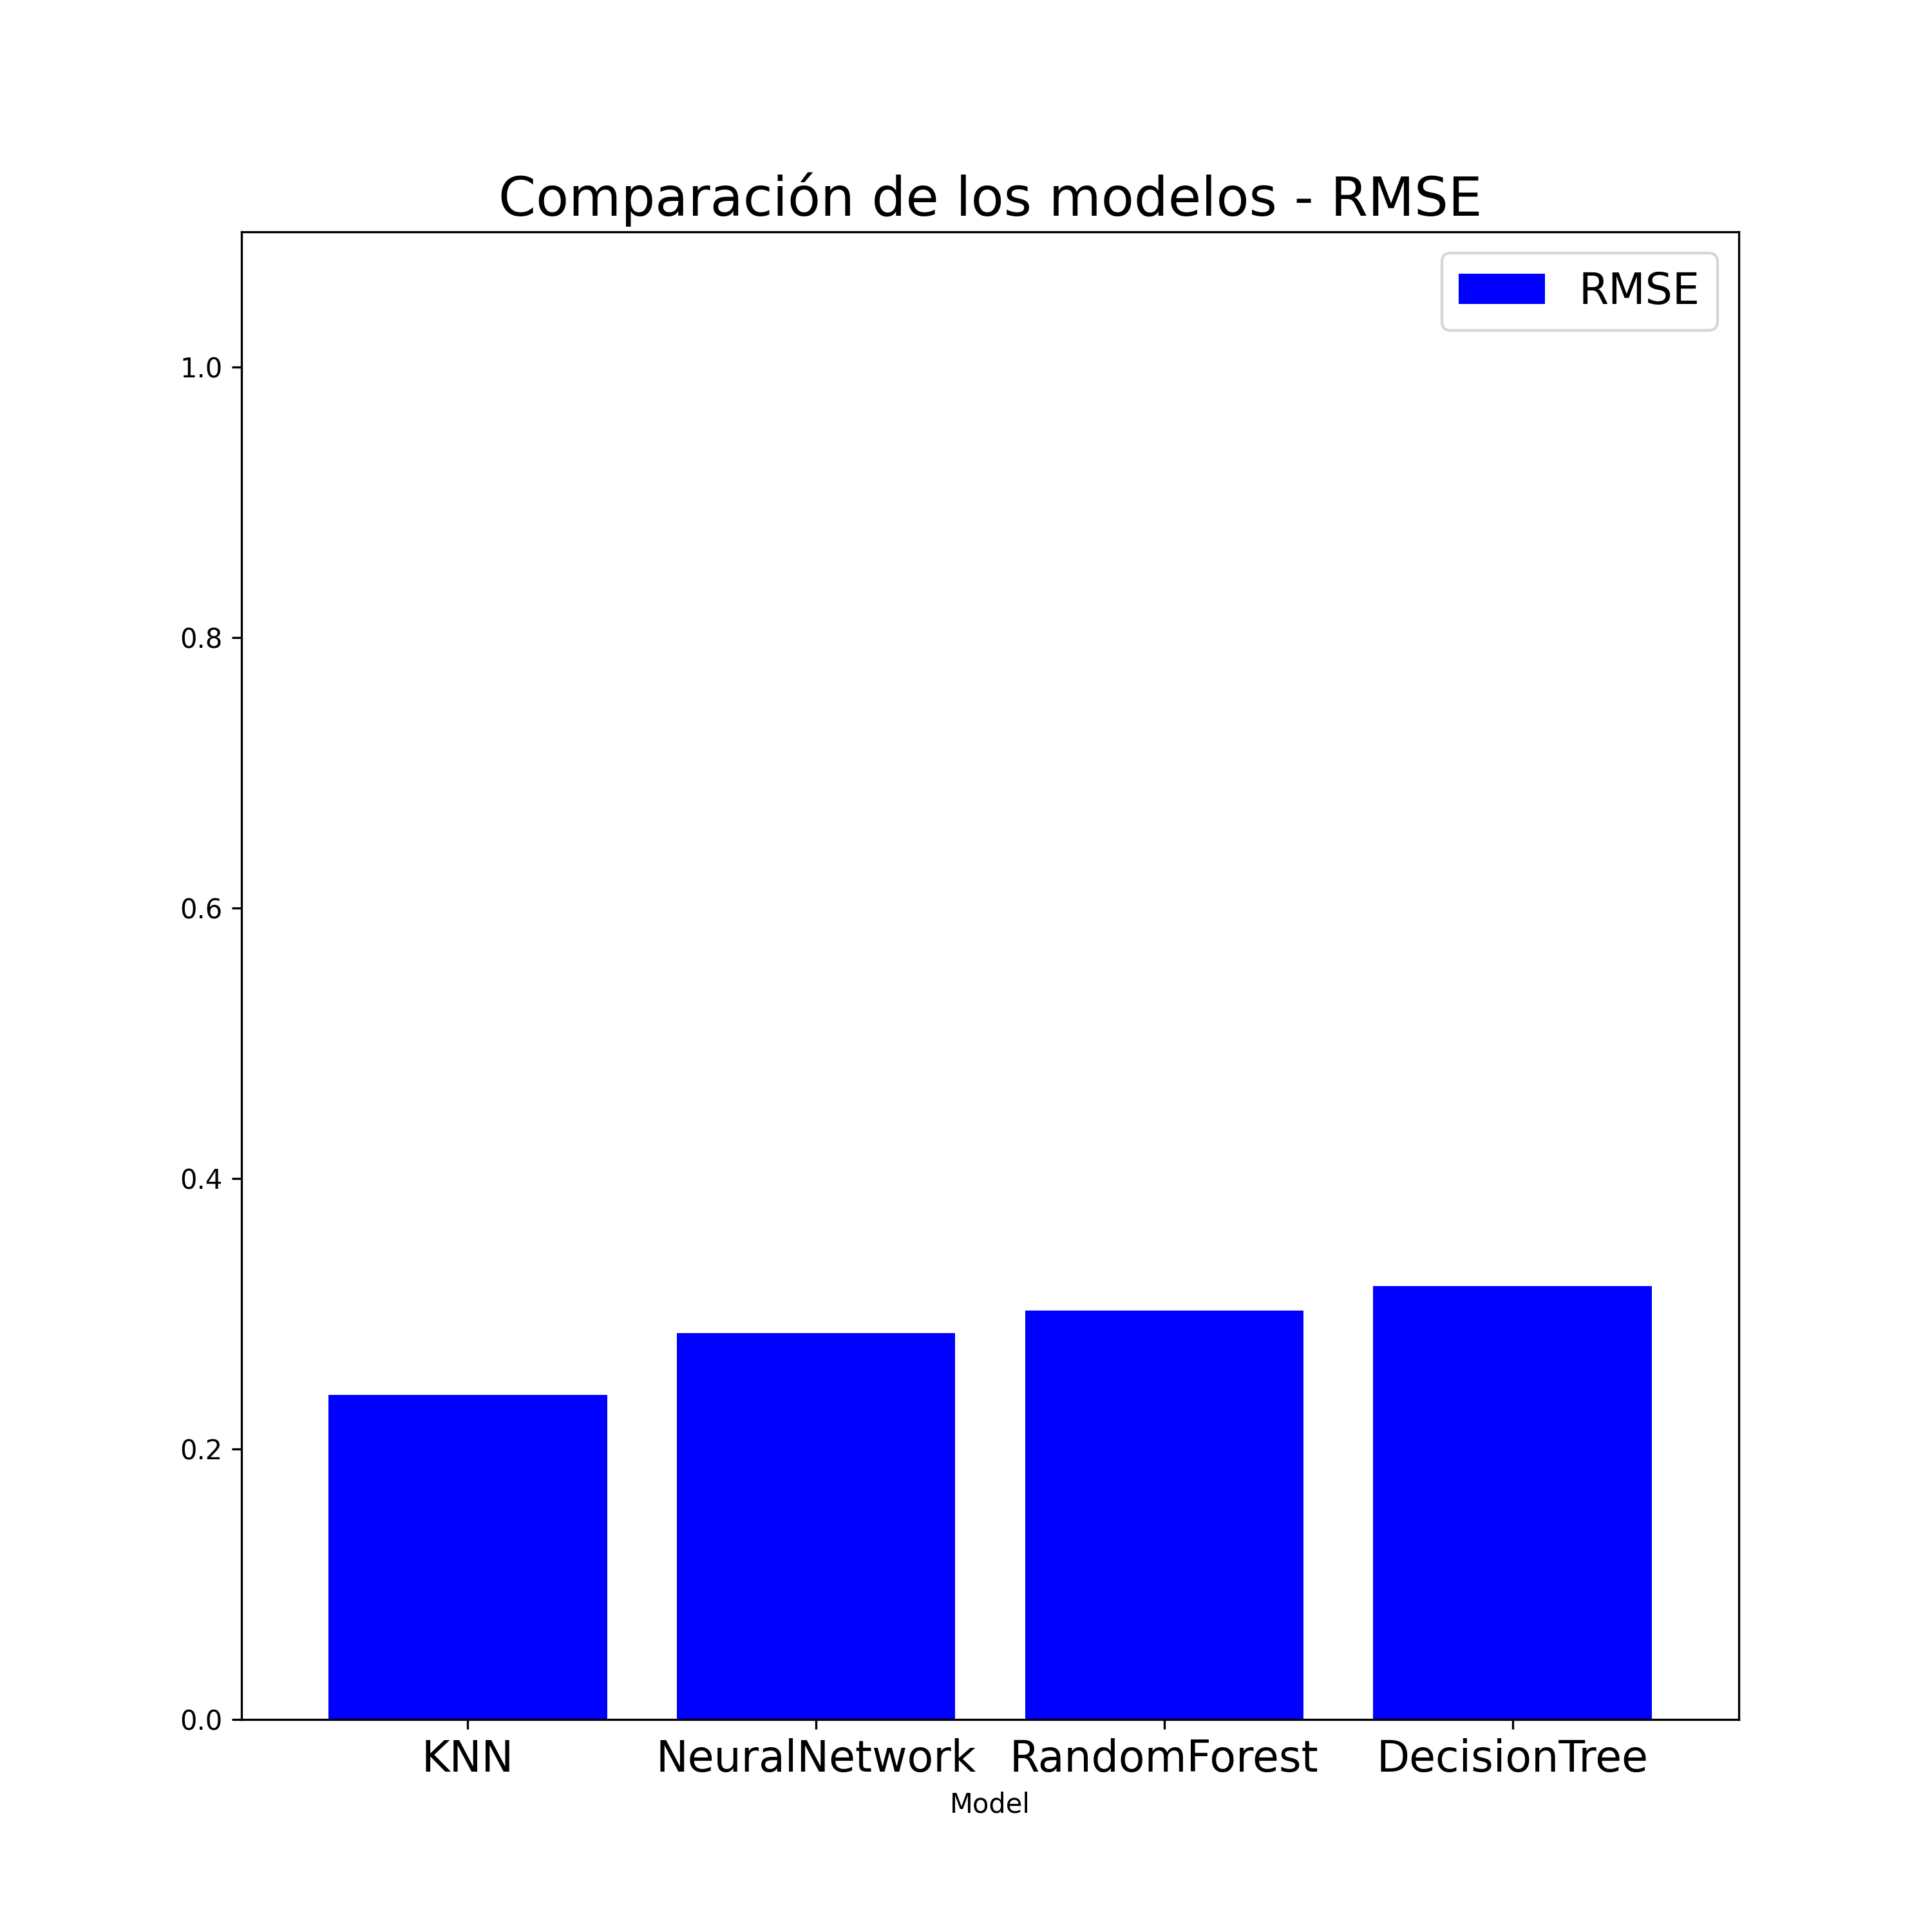 Comparación de los modelos - RMSE
RMSE
1.0
0.8
0.6
0.4
0.2
0.0
KNN NeuralNetwork RandomForest DecisionTree
Model